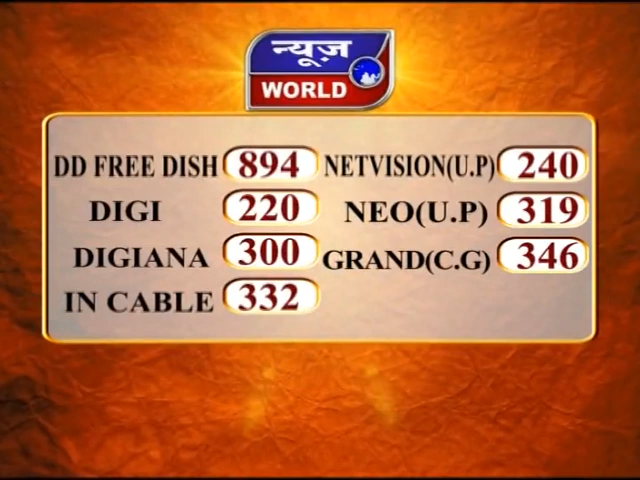 न्यूज़
WORLD
DD FREE DISH 894 NETVISION(U.P) 240
DIGI 220 NEO(U.P) 319
DIGIANA 300 GRAND(C.G) 346
IN CABLE 332